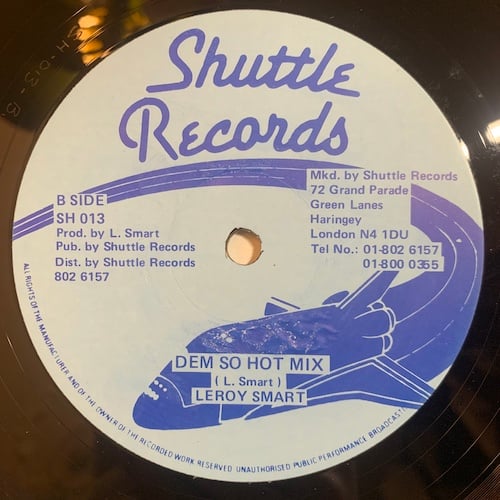 Shuttle
Records
B SIDE
SH 013
Prod. by L. Smart
Pub. by Shuttle Records
Dist. by Shuttle Records
802 6157
Mkd. by Shuttle Records
72 Grand Parade
Green Lanes
Haringey
London N4 1DU
Tel No.: 01-802 6157
01-800 0355
DEM SO HOT MIX
( L. Smart )
LEROY SMART
ALL RIGHTS OF THE MANUFACTURER AND OF THE OWNER OF THE RECORDED WORK RESERVED UNAUTHORISED PUBLIC PERFORMANCE BROADCAST
SH-013-B